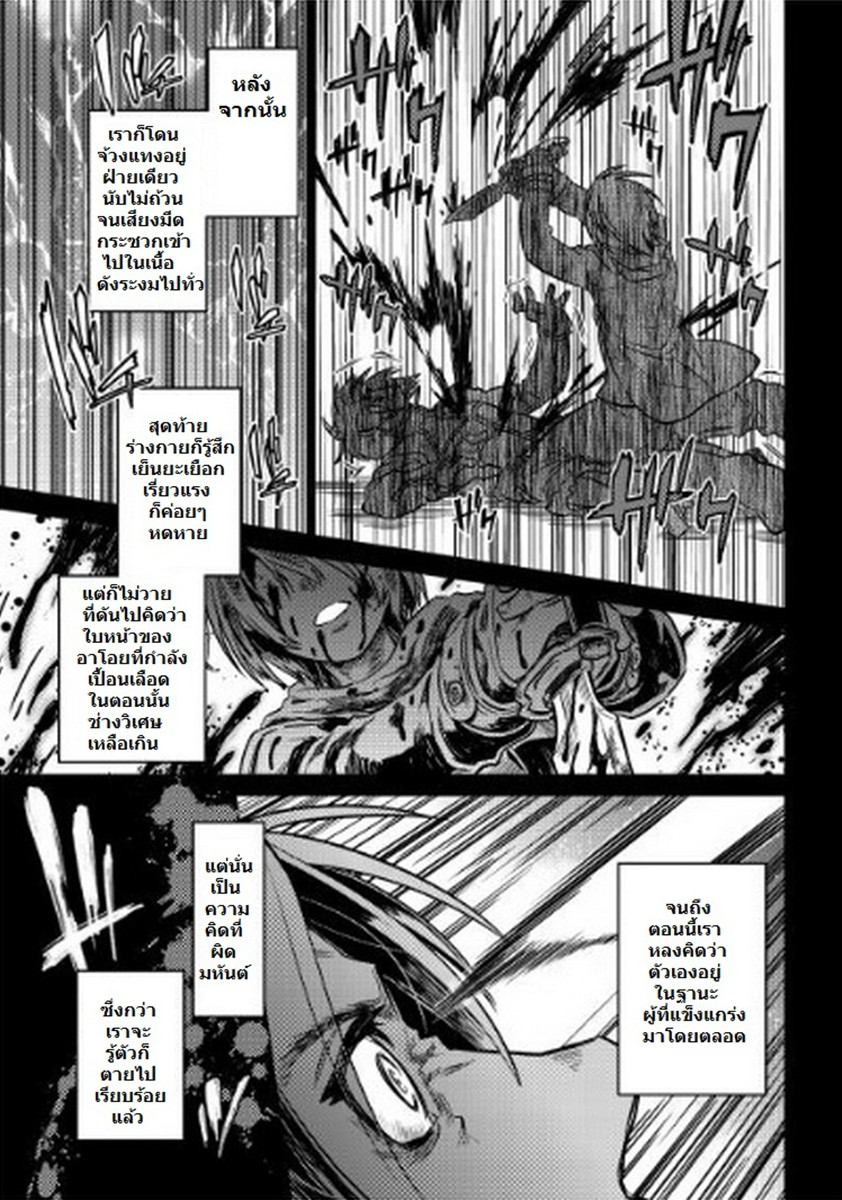 หลัง
จากนั้น
เราก็โดน
จ้วงแทงอยู่
ฝ่ายเดียว
นับไม่ถ้วน
จนเสียงมีด
กระซวกเข้า
ไปในเนื้อ
ดังระงมไปทั่ว
สุดท้าย
ร่างกายก็รู้สึก
เย็นยะเยือก
เรี่ยวแรง
ก็ค่อยๆ
หดหาย
แต่ก็ไม่วาย
ที่ดันไปคิดว่า
ใบหน้าของ
อาโอยที่กำลัง
เปื้อนเลือด
ในตอนนั้น
ช่างวิเศษ
เหลือเกิน
จนถึง
ตอนนี้เรา
หลงคิดว่า
ตัวเองอยู่
ในฐานะ
ผู้ที่แข็งแกร่ง
มาโดยตลอด
แต่นั่น
เป็น
ความ
คิดที่
ผิด
มหันต์
ซึ่งกว่า
เราจะ
รู้ตัวก็
ตายไป
เรียบร้อย
แล้ว